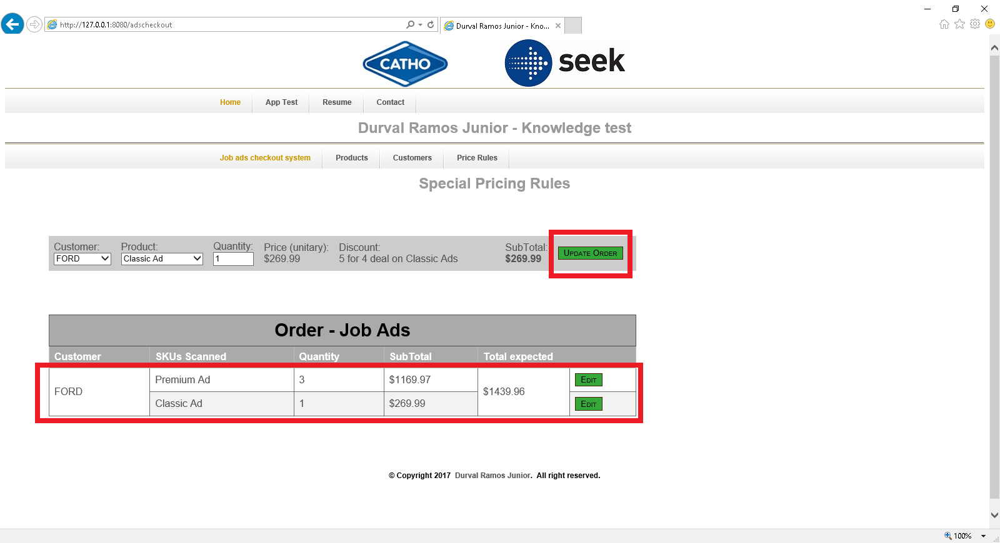 http://127.0.0.1:8080/adscheckout
Durval Ramos Junior - Kno...
CATHO
seek
Home App Test Resume Contact
Durval Ramos Junior - Knowledge test
Job ads checkout system Products Customers Price Rules
Special Pricing Rules
Customer: Product: Quantity: Price (unitary): Discount: SubTotal:
FORD Classic Ad 1 $269.99 5 for 4 deal on Classic Ads $269.99 Update Order
Order - Job Ads
Customer SKUs Scanned Quantity SubTotal Total expected
FORD Premium Ad 3 $1169.97 $1439.96 Edit
Classic Ad 1 $269.99 Edit
© Copyright 2017 Durval Ramos Junior. All right reserved.
100%